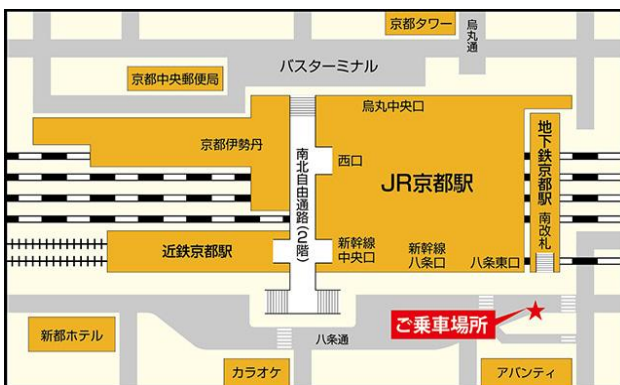 京都タワー
烏丸通
バスターミナル
京都中央郵便局
烏丸中央口
京都伊勢丹
南北自由通路(2階)
西口
JR京都駅
地下鉄京都駅
南改札
近鉄京都駅
新幹線
中央口
新幹線
八条口
八条東口
ご乗車場所
新都ホテル
八条通
カラオケ
アバンティ